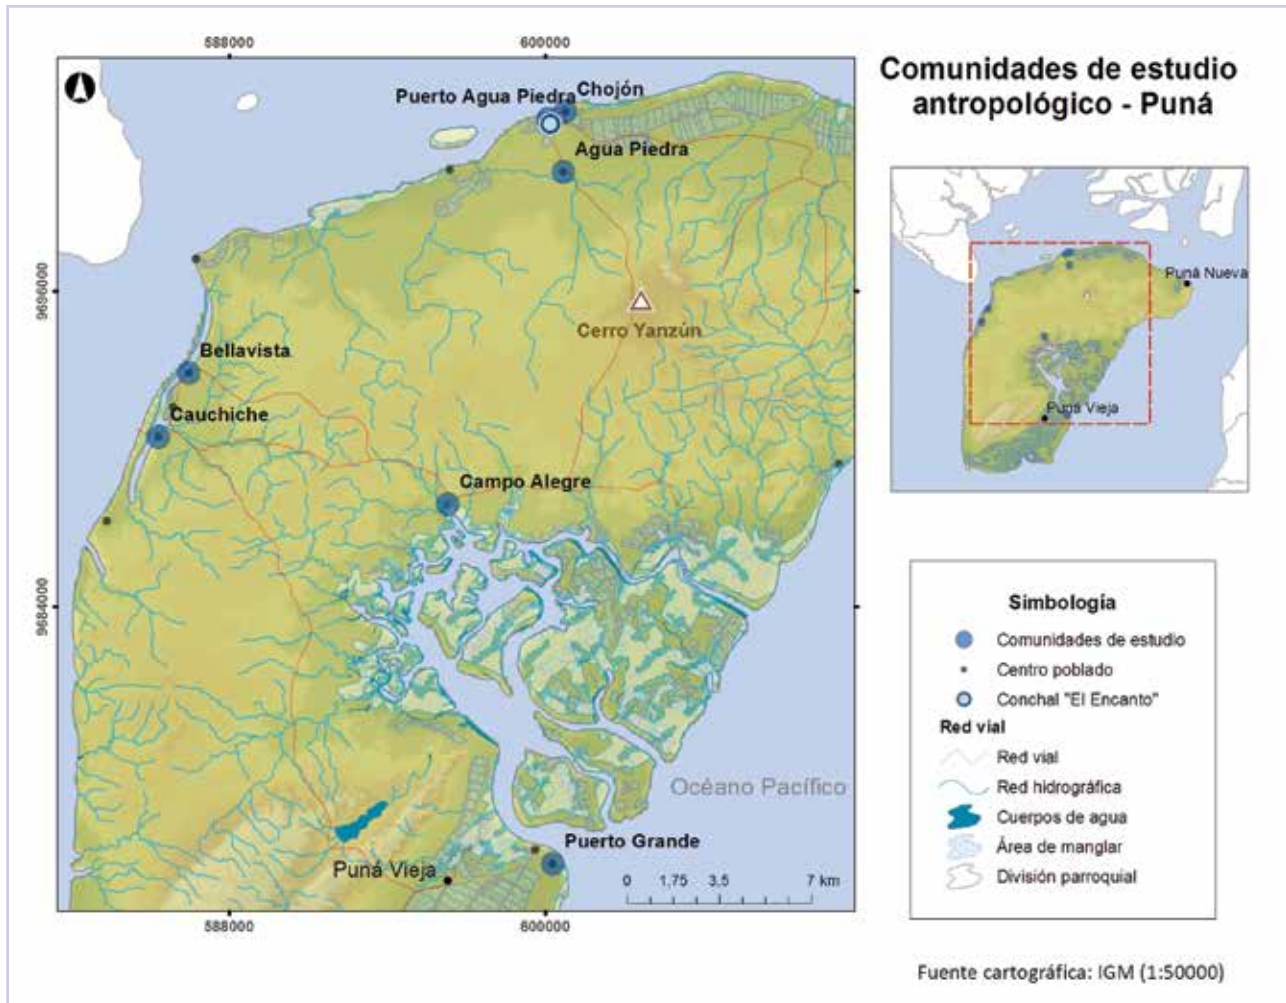 588000
600000
Comunidades de estudio
antropológico - Puná
Puerto Agua Piedra
Chojón
Agua Piedra
9696000
Cerro Yanzún
Bellavista
Cauchiche
Campo Alegre
9684000
Océano Pacífico
Puerto Grande
Puná Vieja
0 1,75 3,5 7 km
588000
600000
Puná Nueva
Puná Vieja
Simbología
Comunidades de estudio
Centro poblado
Conchal "El Encanto"
Red vial
Red vial
Red hidrográfica
Cuerpos de agua
Área de manglar
División parroquial
Fuente cartográfica: IGM (1:50000)